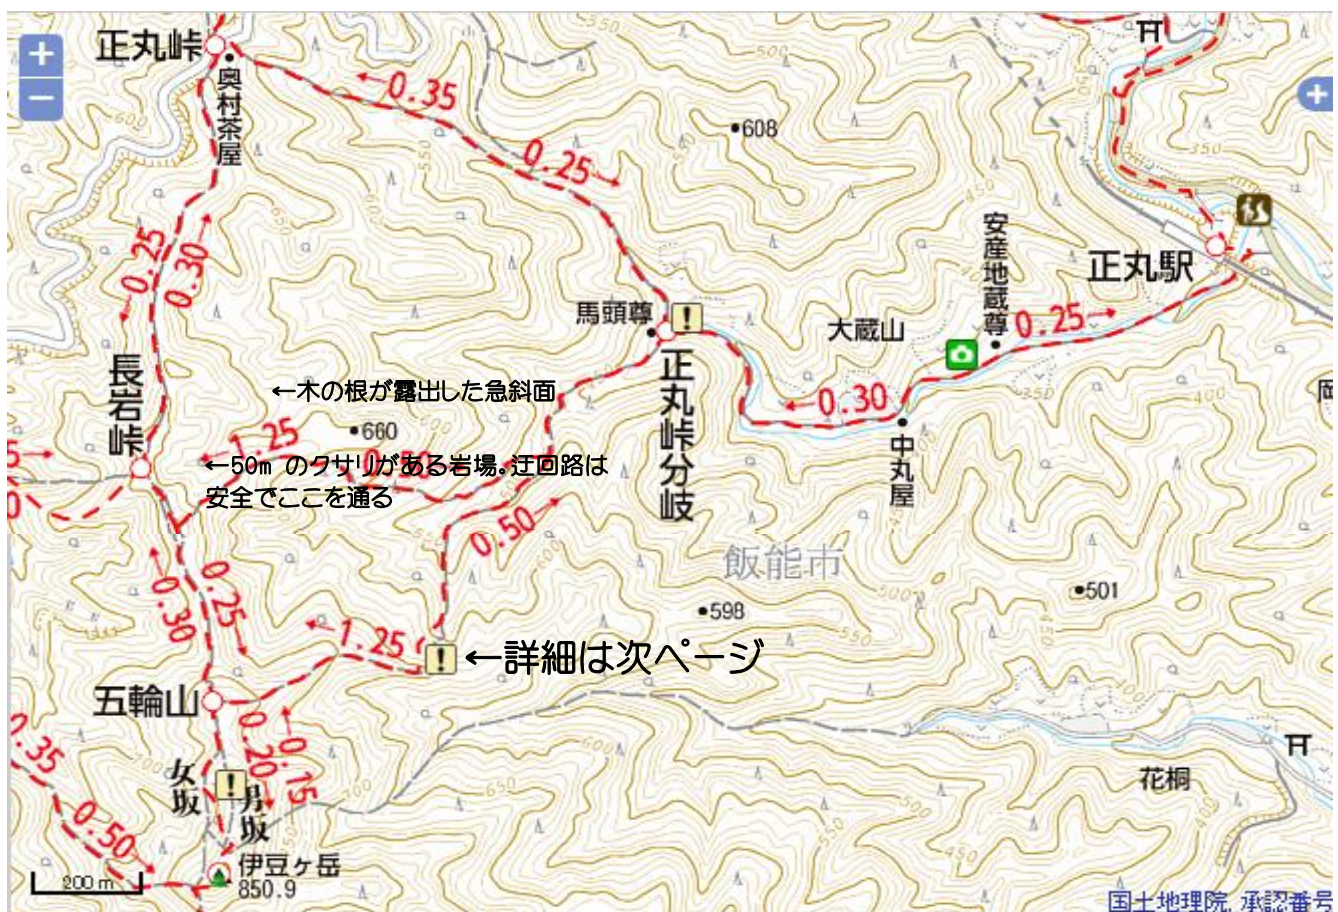 正丸峠
奥村茶屋
←0.35
0.25→
608
500
450
350
600
550
安産地蔵尊
正丸駅
0.25→
←0.25
0.30→
馬頭尊
!
大蔵山
←0.30
中丸屋
正丸峠分岐
長岩峠
←木の根が露出した急斜面
660
←1.25
←50m のクサリがある岩場。迂回路は
安全でここを通る
0.50→
飯能市
598
501
←0.30
0.25→
←1.25
!
←詳細は次ページ
五輪山
0.20→
←0.15
女坂
!
男坂
0.35
0.50→
伊豆ヶ岳
850.9
花桐
200 m
国土地理院 承認番号